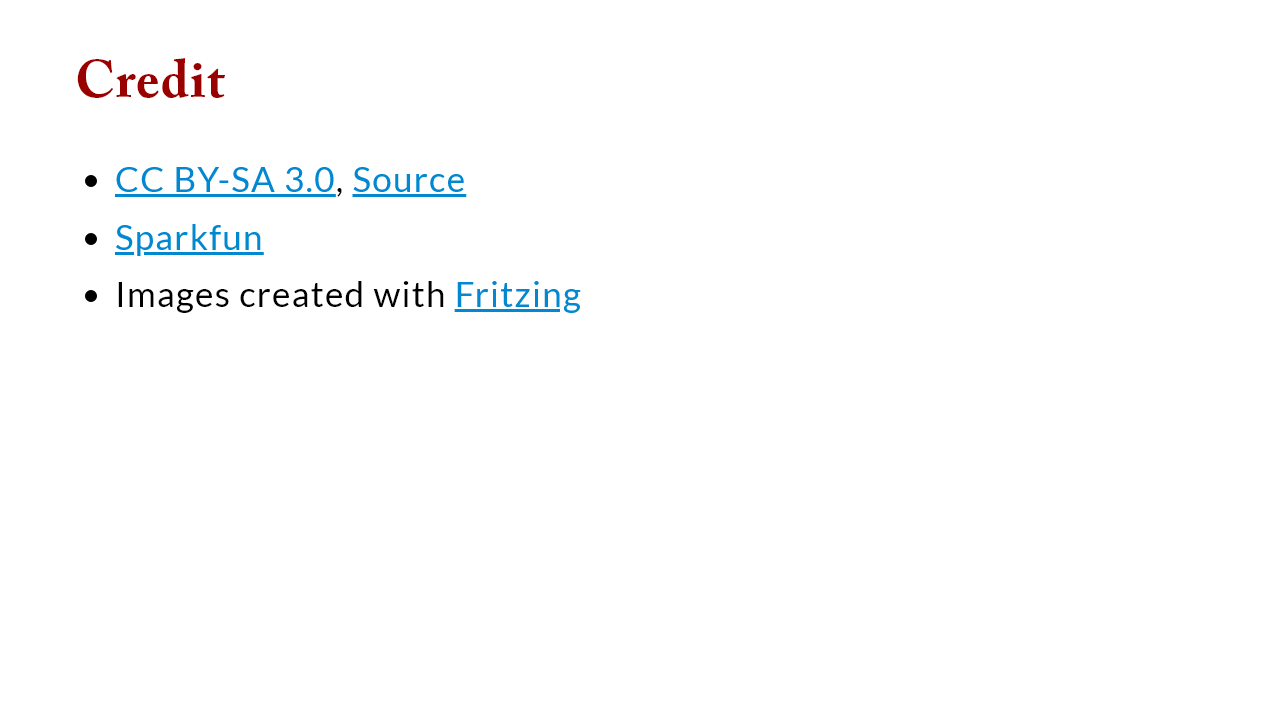 Credit
CC BY-SA 3.0, Source
Sparkfun
Images created with Fritzing